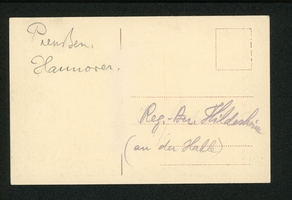 Preußen.
Hannover.
Reg.-Bez. Hildesheim
(an der Halle)